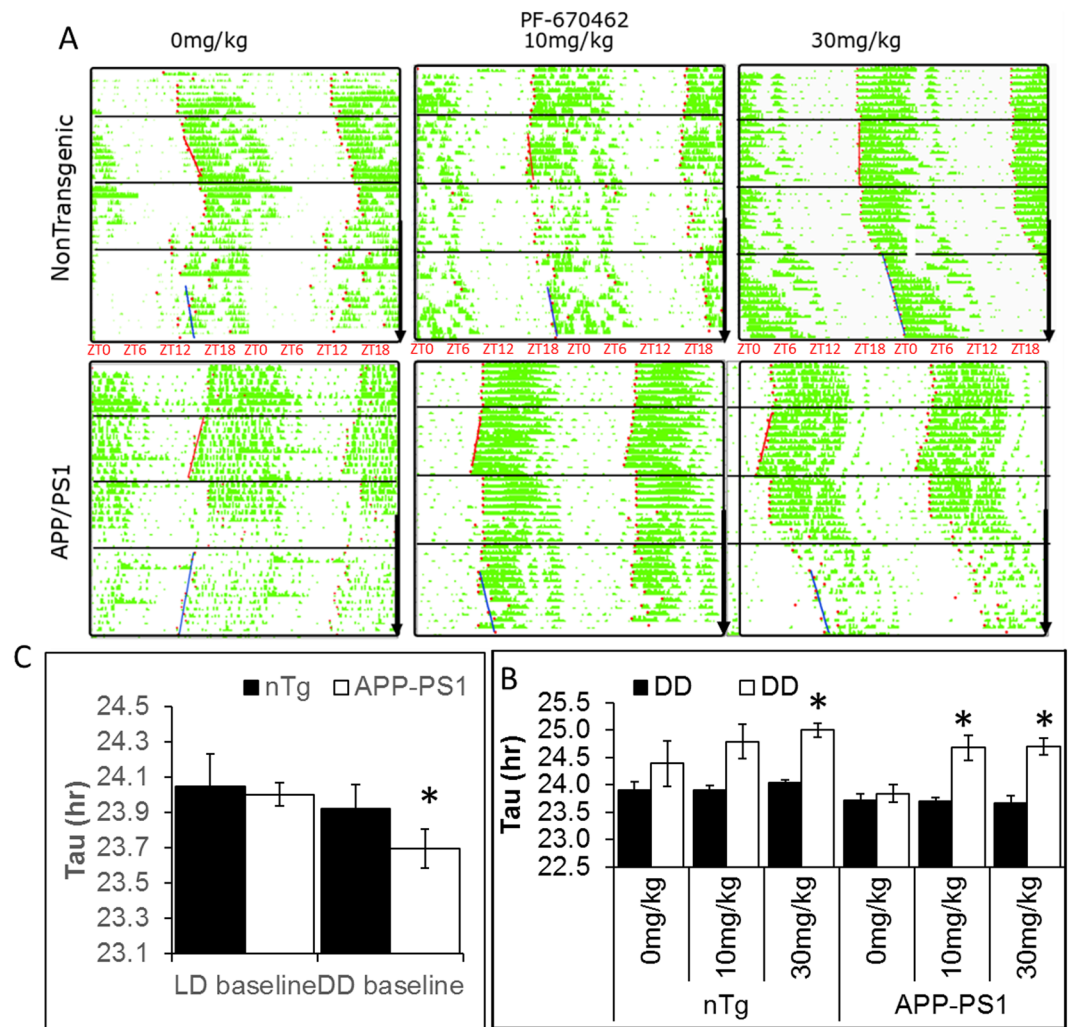 A
PF-670462
0mg/kg
10mg/kg
30mg/kg
NonTransgenic
ZT0 ZT6 ZT12 ZT18 ZT0 ZT6 ZT12 ZT18
ZT0 ZT6 ZT12 ZT18 ZT0 ZT6 ZT12 ZT18
ZT0 ZT6 ZT12 ZT18 ZT0 ZT6 ZT12 ZT18
APP/PS1
C
nTg APP-PS1
Tau (hr)
24.5
24.3
24.1
23.9
23.7
23.5
23.3
23.1
*
LD baseline DD baseline
B
DD DD
Tau (hr)
25.5
25.0
24.5
24.0
23.5
23.0
22.5
* * *
0mg/kg 10mg/kg 30mg/kg 0mg/kg 10mg/kg 30mg/kg
nTg APP-PS1